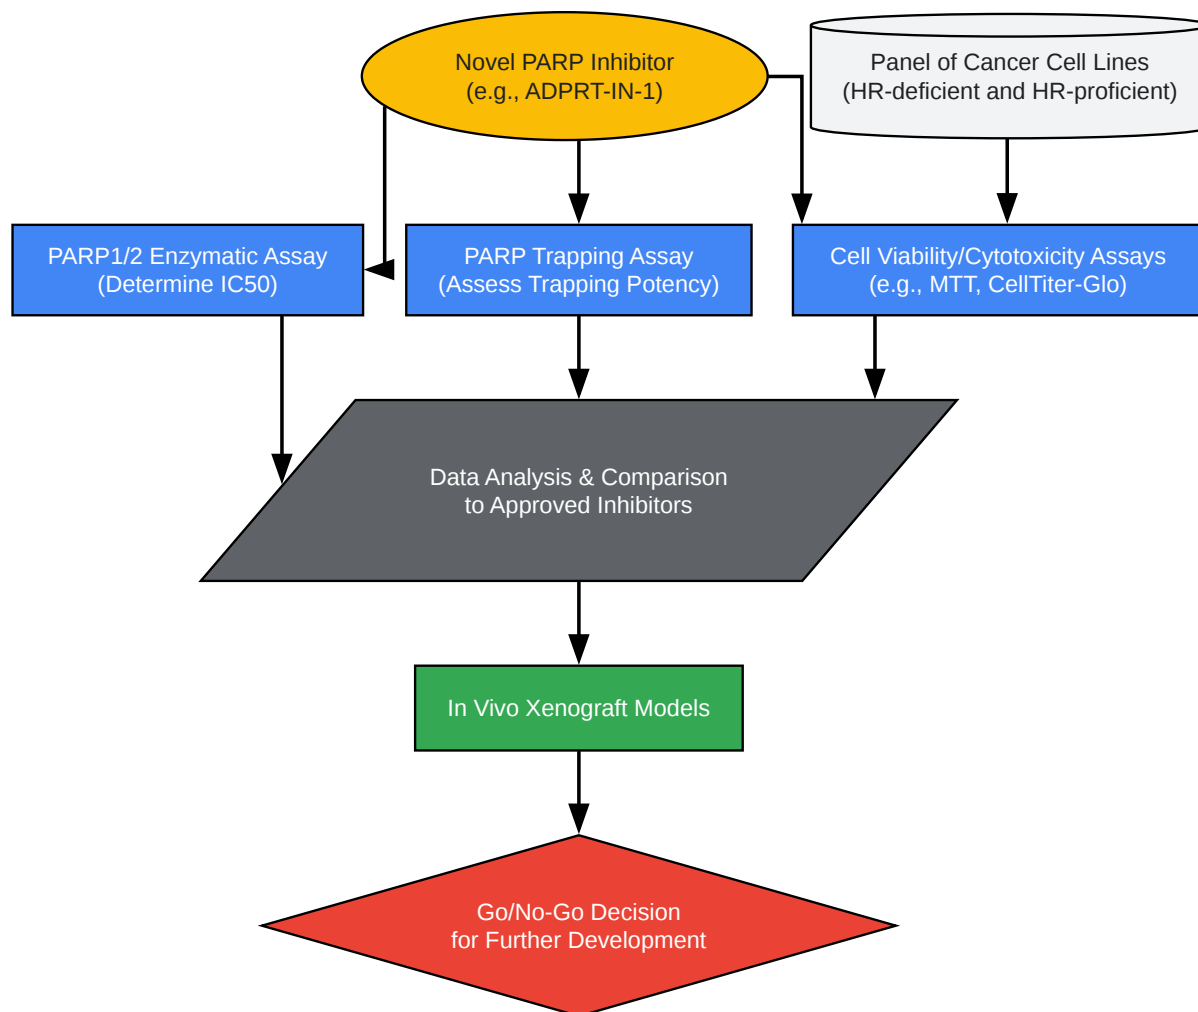 Novel PARP Inhibitor
(e.g., ADPRT-IN-1)
Panel of Cancer Cell Lines
(HR-deficient and HR-proficient)
PARP1/2 Enzymatic Assay
(Determine IC50)
PARP Trapping Assay
(Assess Trapping Potency)
Cell Viability/Cytotoxicity Assays
(e.g., MTT, CellTiter-Glo)
Data Analysis & Comparison
to Approved Inhibitors
In Vivo Xenograft Models
Go/No-Go Decision
for Further Development